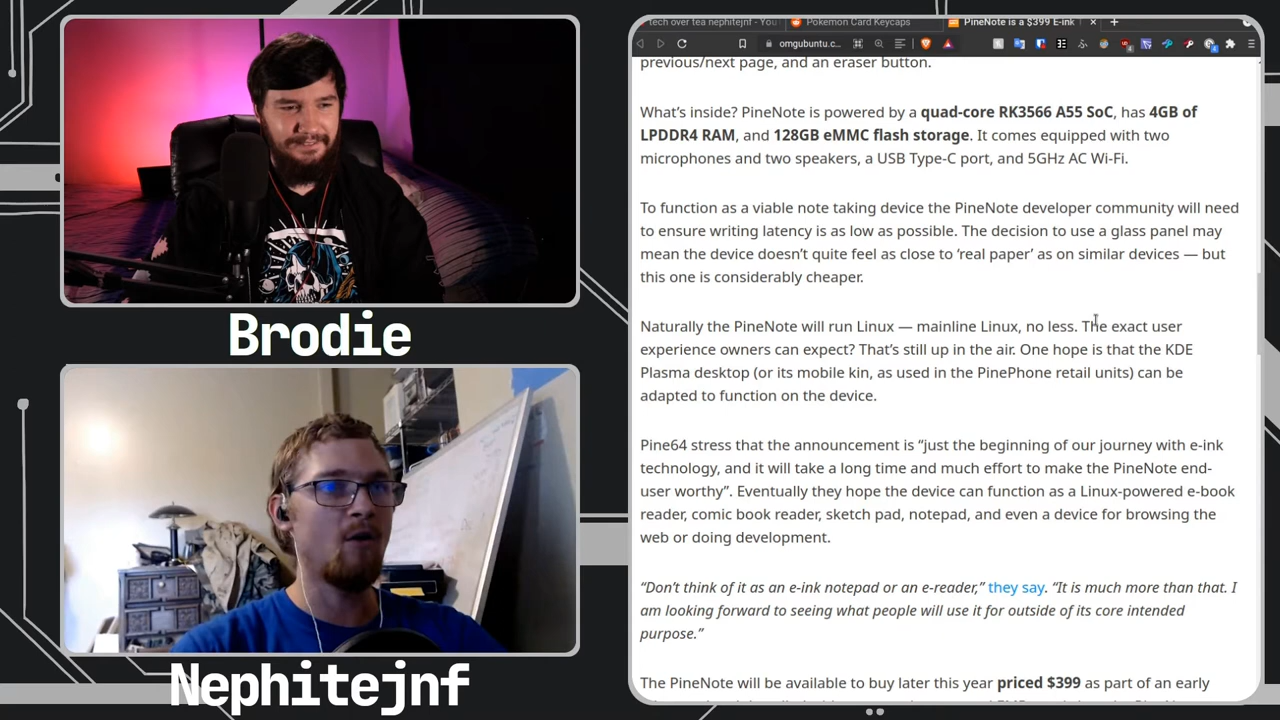 tech over tea nephitejnf - You
Pokemon Card Keycaps
PineNote is a $399 E-ink
omgubuntu.c...
previous/next page, and an eraser button.
What's inside? PineNote is powered by a quad-core RK3566 A55 SoC, has 4GB of
LPDDR4 RAM, and 128GB eMMC flash storage. It comes equipped with two
microphones and two speakers, a USB Type-C port, and 5GHz AC Wi-Fi.
To function as a viable note taking device the PineNote developer community will need
to ensure writing latency is as low as possible. The decision to use a glass panel may
mean the device doesn't quite feel as close to ‘real paper’ as on similar devices — but
this one is considerably cheaper.
Naturally the PineNote will run Linux — mainline Linux, no less. The exact user
experience owners can expect? That's still up in the air. One hope is that the KDE
Plasma desktop (or its mobile kin, as used in the PinePhone retail units) can be
adapted to function on the device.
Pine64 stress that the announcement is “just the beginning of our journey with e-ink
technology, and it will take a long time and much effort to make the PineNote end-
user worthy”. Eventually they hope the device can function as a Linux-powered e-book
reader, comic book reader, sketch pad, notepad, and even a device for browsing the
web or doing development.
“Don't think of it as an e-ink notepad or an e-reader,” they say. “It is much more than that. I
am looking forward to seeing what people will use it for outside of its core intended
purpose.”
The PineNote will be available to buy later this year priced $399 as part of an early
Brodie
Nephitejnf